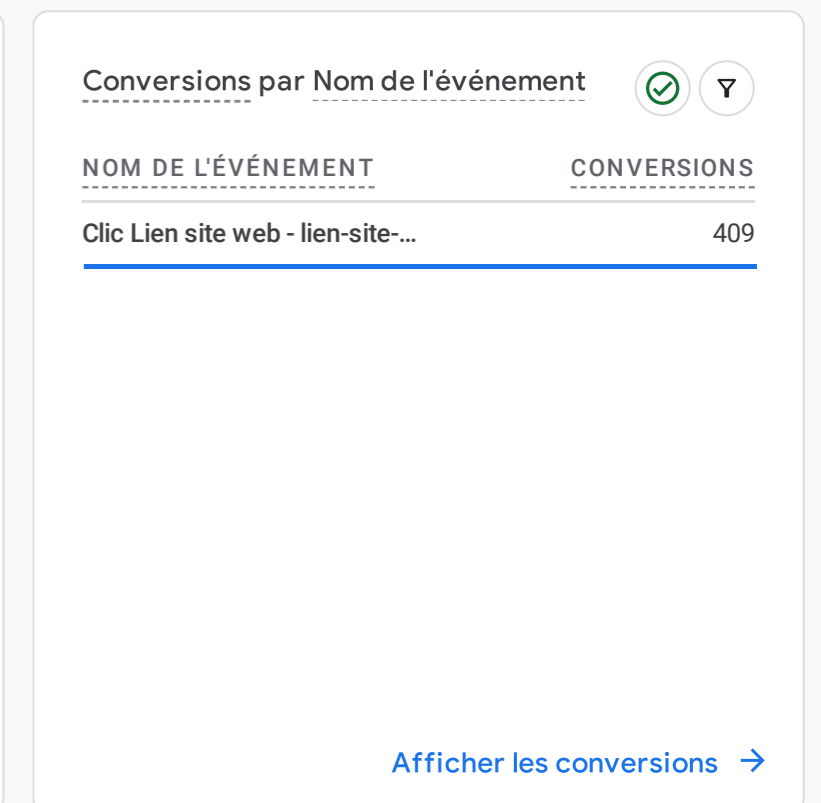 Conversions par Nom de l'événement
NOM DE L'ÉVÉNEMENT CONVERSIONS
Clic Lien site web - lien-site-... 409
Afficher les conversions